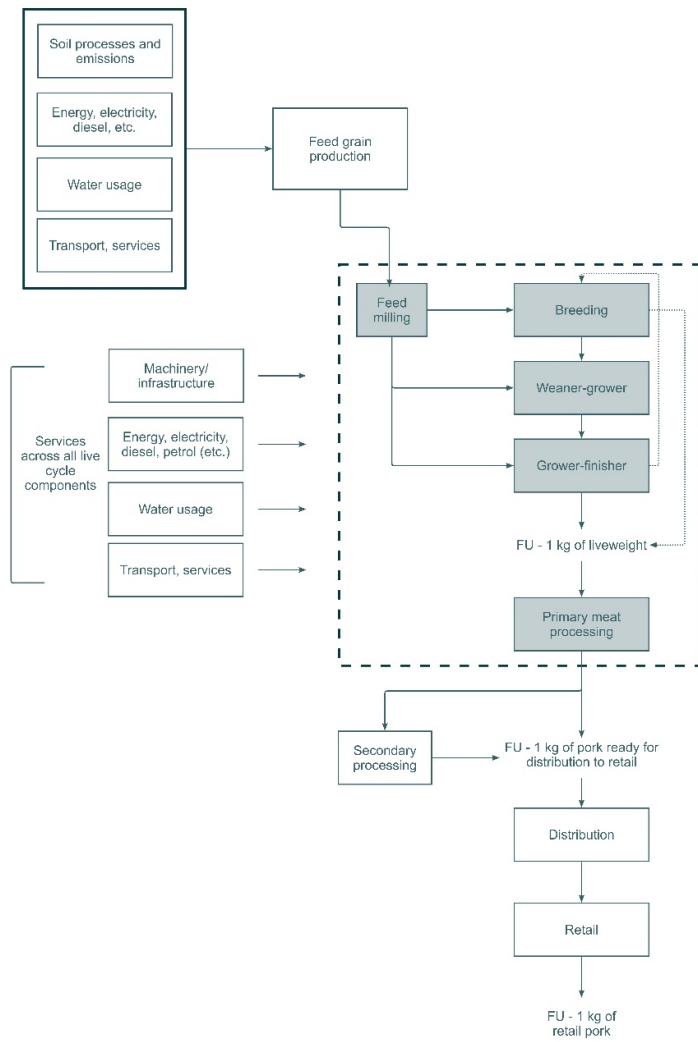 Soil processes and
emissions
Energy, electricity,
diesel, etc.
Water usage
Transport, services
Feed grain
production
Feed
milling
Breeding
Weaner-grower
Grower-finisher
FU - 1 kg of liveweight
Primary meat
processing
Services
across all live
cycle
components
Machinery/
infrastructure
Energy, electricity,
diesel, petrol (etc.)
Water usage
Transport, services
Secondary
processing
FU - 1 kg of pork ready for
distribution to retail
Distribution
Retail
FU - 1 kg of
retail pork